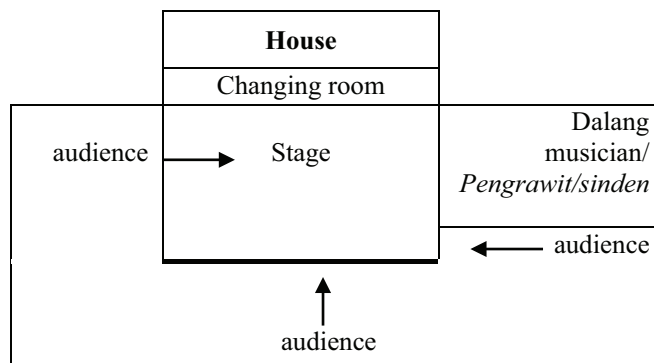 House
Changing room
Dalang
musician/
Pengrawit/sinden
audience
Stage
audience
audience